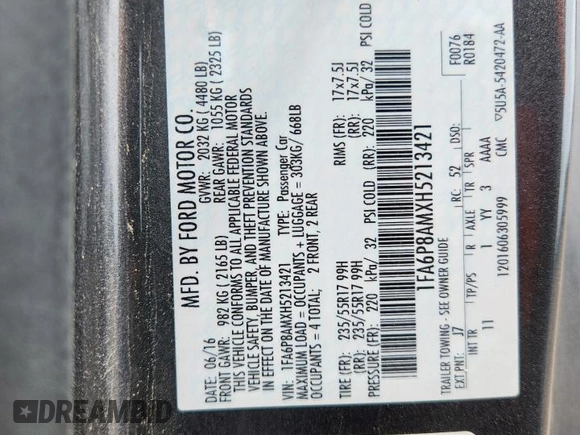 MFD. BY FORD MOTOR CO.
DATE: 06/16 GVWR: 2032 KG ( 4480 LB)
FRONT GAWR: 982 KG ( 2165 LB) REAR GAWR: 1055 KG ( 2325 LB)
THIS VEHICLE CONFORMS TO ALL APPLICABLE FEDERAL MOTOR
VEHICLE SAFETY, BUMPER, AND THEFT PREVENTION STANDARDS
IN EFFECT ON THE DATE OF MANUFACTURE SHOWN ABOVE.
VIN: 1FA6P8AMXH5213421 TYPE: Passenger Car
MAXIMUM LOAD = OCCUPANTS + LUGGAGE = 303KG/ 668LB
OCCUPANTS = 4 TOTAL; 2 FRONT, 2 REAR
TIRE (FR): 235/55R17 99H RIMS (FR): 17x7.5J
(RR): 235/55R17 99H (RR): 17x7.5J
PRESSURE (FR): 220 kPa/ 32 PSI COLD (RR): 220 kPa/ 32 PSI COLD
1FA6P8AMXH5213421
TRAILER TOWING - SEE OWNER GUIDE
F0076
R0184
EXT PNT: J7 RC: 52 DSO:
INT TR TP/PS R AXLE TR SPR
11 1 YY 3 AAAA
1201606305999 CMC 5U5A-5420472-AA
DREAMBID